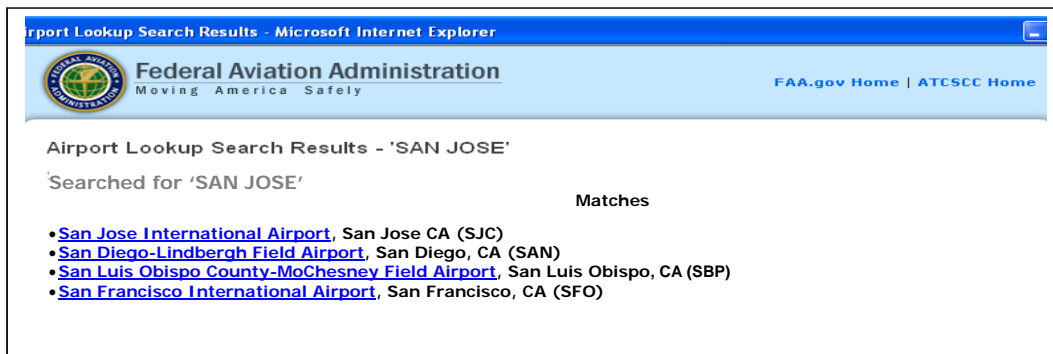 irport Lookup Search Results - Microsoft Internet Explorer
Federal Aviation Administration
Moving America Safely
FAA.gov Home | ATCSCC Home
Airport Lookup Search Results - 'SAN JOSE'
'Searched for ‘SAN JOSE’
Matches
•San Jose International Airport, San Jose CA (SJC)
•San Diego-Lindbergh Field Airport, San Diego, CA (SAN)
•San Luis Obispo County-MoChesney Field Airport, San Luis Obispo, CA (SBP)
•San Francisco International Airport, San Francisco, CA (SFO)